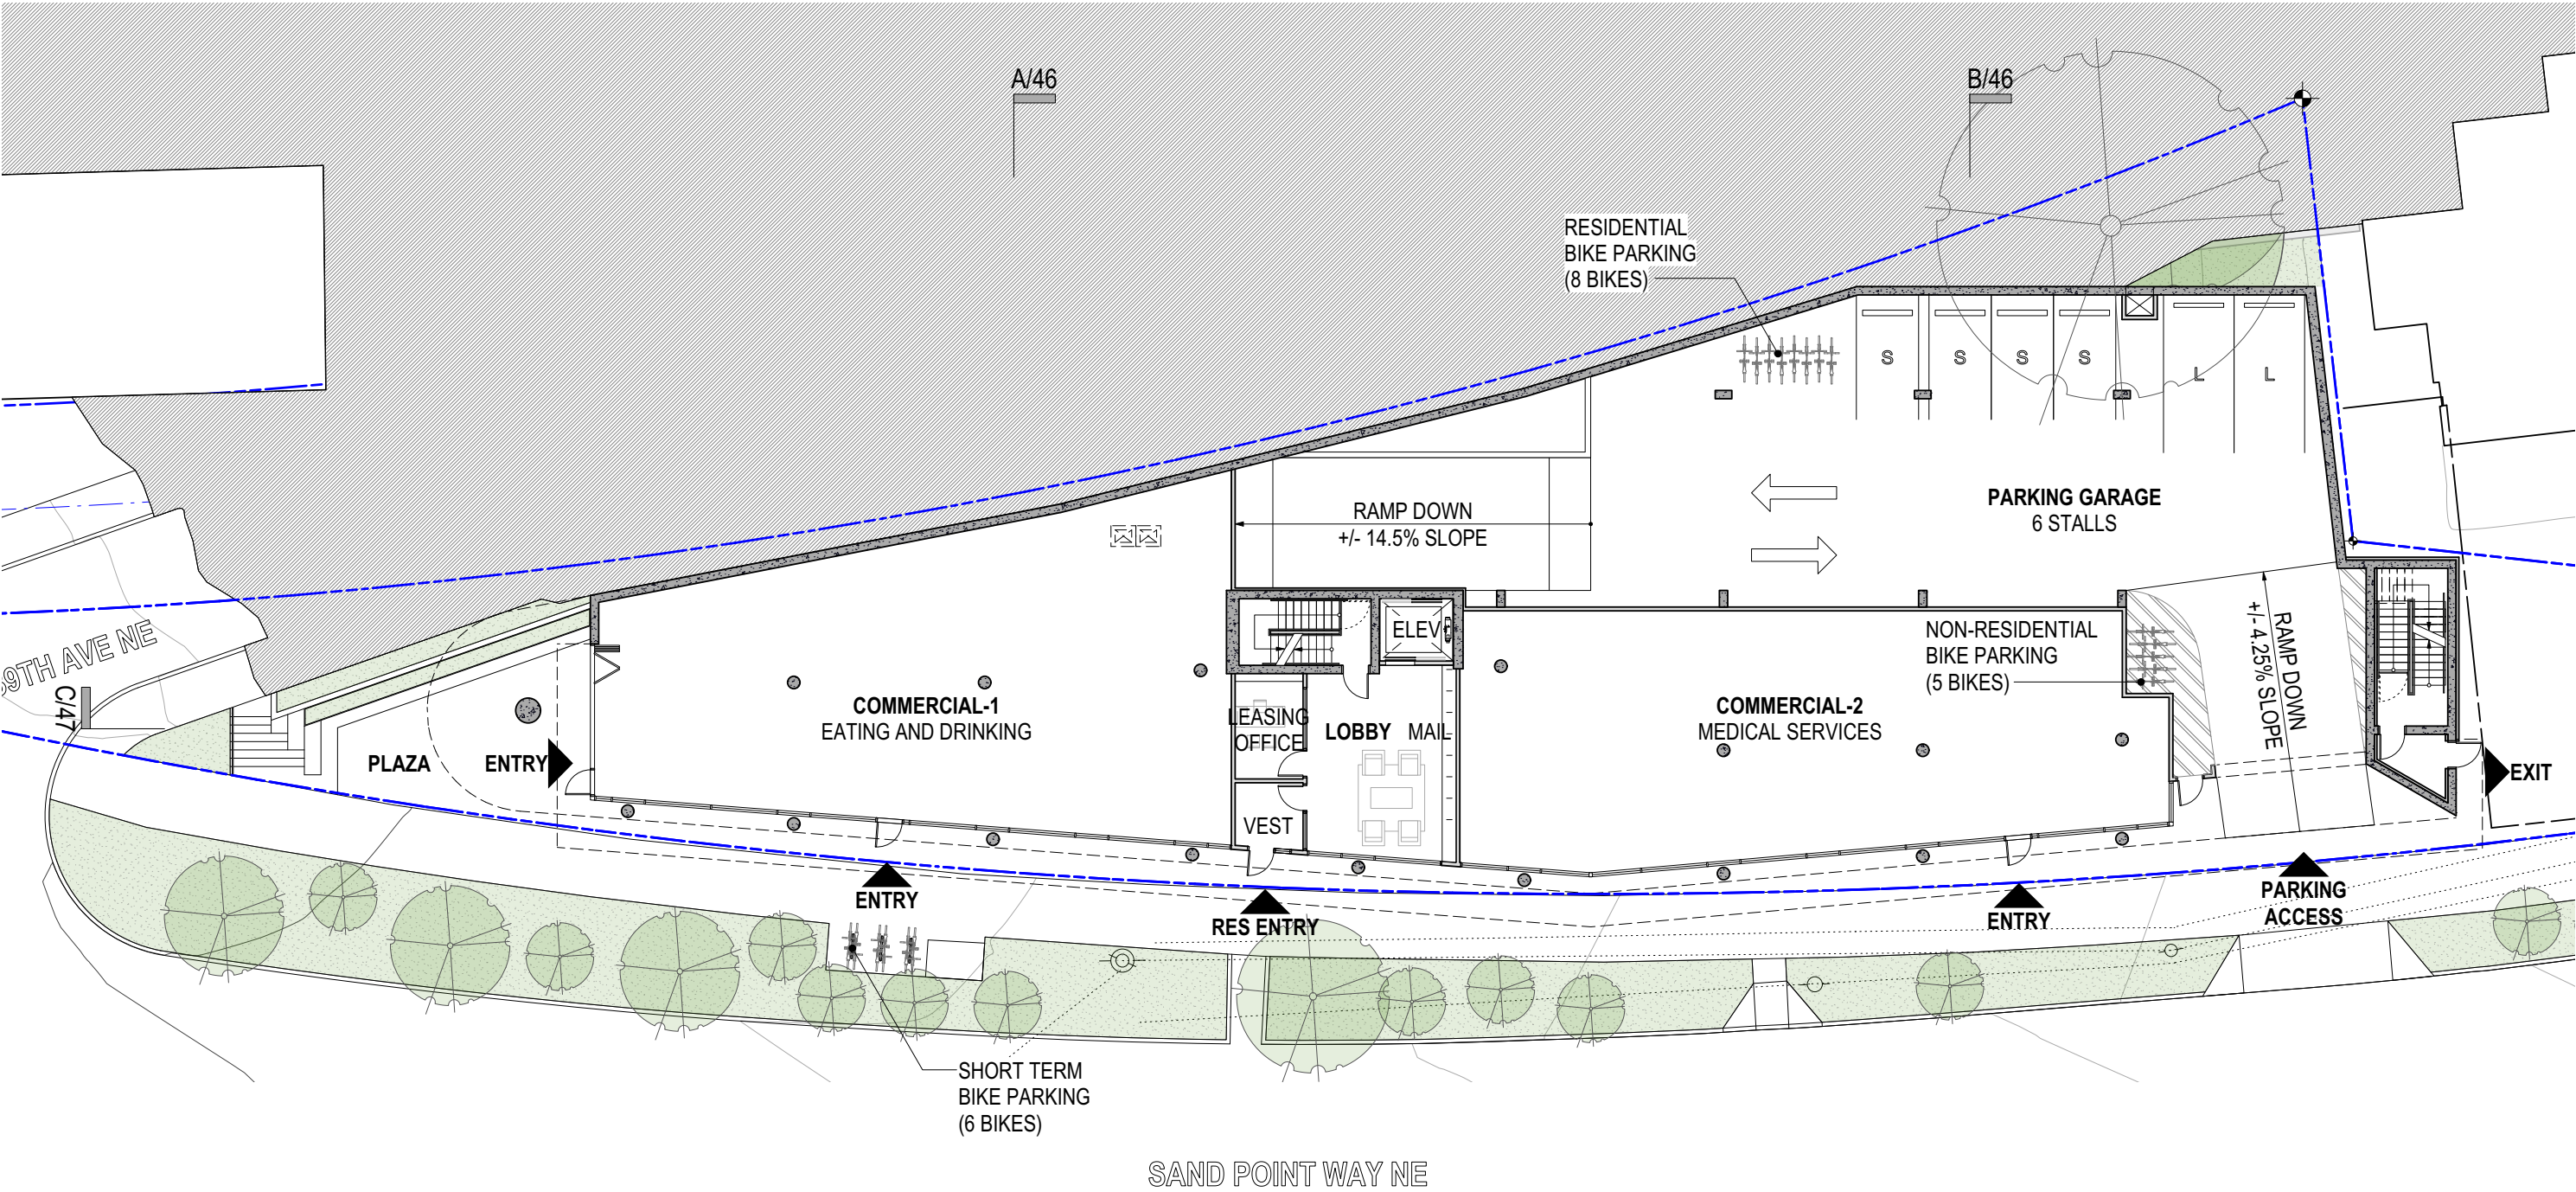 A/46
B/46
RESIDENTIAL
BIKE PARKING
(8 BIKES)
S
S
S
S
L
L
RAMP DOWN
+/- 14.5% SLOPE
PARKING GARAGE
6 STALLS
RAMP DOWN
+/- 4.25% SLOPE
39TH AVE NE
C/47
PLAZA
ENTRY
COMMERCIAL-1
EATING AND DRINKING
ELEV
LEASING
OFFICE
LOBBY
MAIL
VEST
COMMERCIAL-2
MEDICAL SERVICES
NON-RESIDENTIAL
BIKE PARKING
(5 BIKES)
EXIT
ENTRY
RES ENTRY
ENTRY
PARKING
ACCESS
SHORT TERM
BIKE PARKING
(6 BIKES)
SAND POINT WAY NE